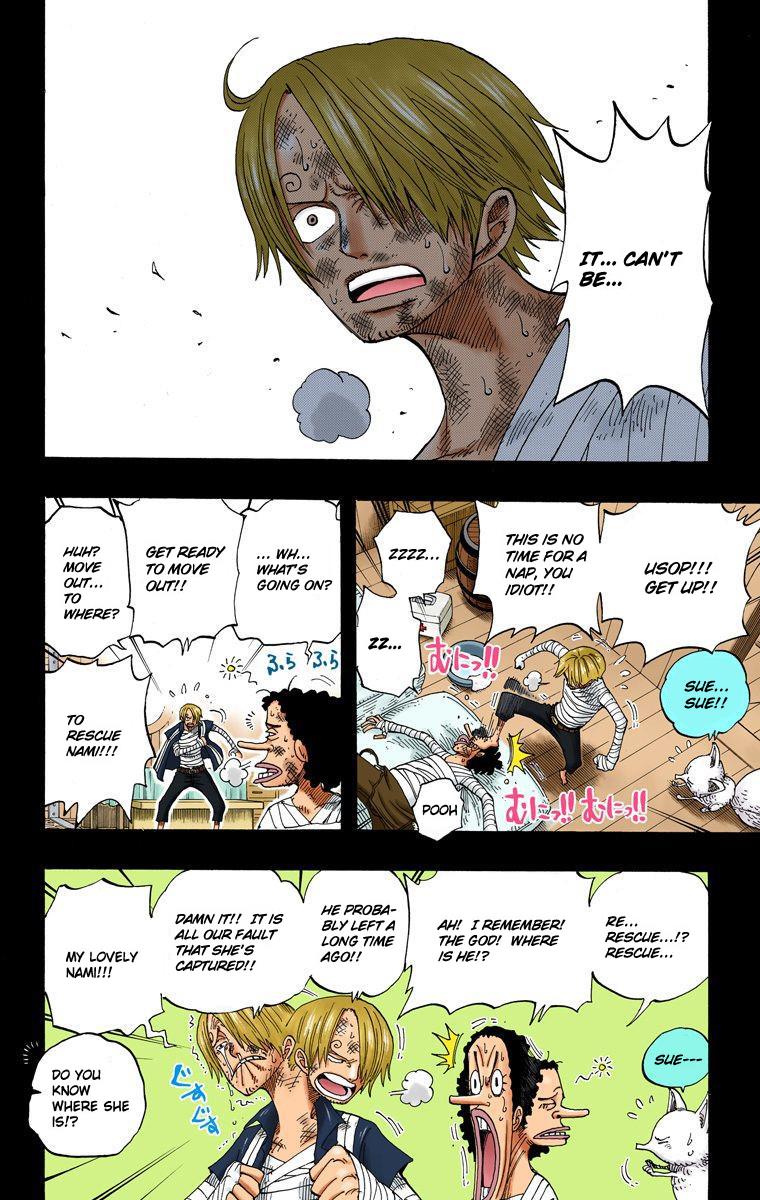 IT... CAN'T
BE...
USOP!!!
GET UP!!
THIS IS NO
TIME FOR A
NAP, YOU
IDIOT!!
ZZZZ...
ZZ...
むにっ!!
SUE...
SUE!!
POOH
むにっ!!
むにっ!!
... WH...
WHAT'S
GOING ON?
GET READY
TO MOVE
OUT!!
HUH?
MOVE
OUT...
TO
WHERE?
ふら
ふら
TO
RESCUE
NAMI!!!
RE...
RESCUE...!?
RESCUE...
AH! I REMEMBER!
THE GOD! WHERE
IS HE!?
HE PROBA-
BLY LEFT A
LONG TIME
AGO!!
DAMN IT!! IT IS
ALL OUR FAULT
THAT SHE'S
CAPTURED!!
MY LOVELY
NAMI!!!
SUE---
DO YOU
KNOW
WHERE SHE
IS!?